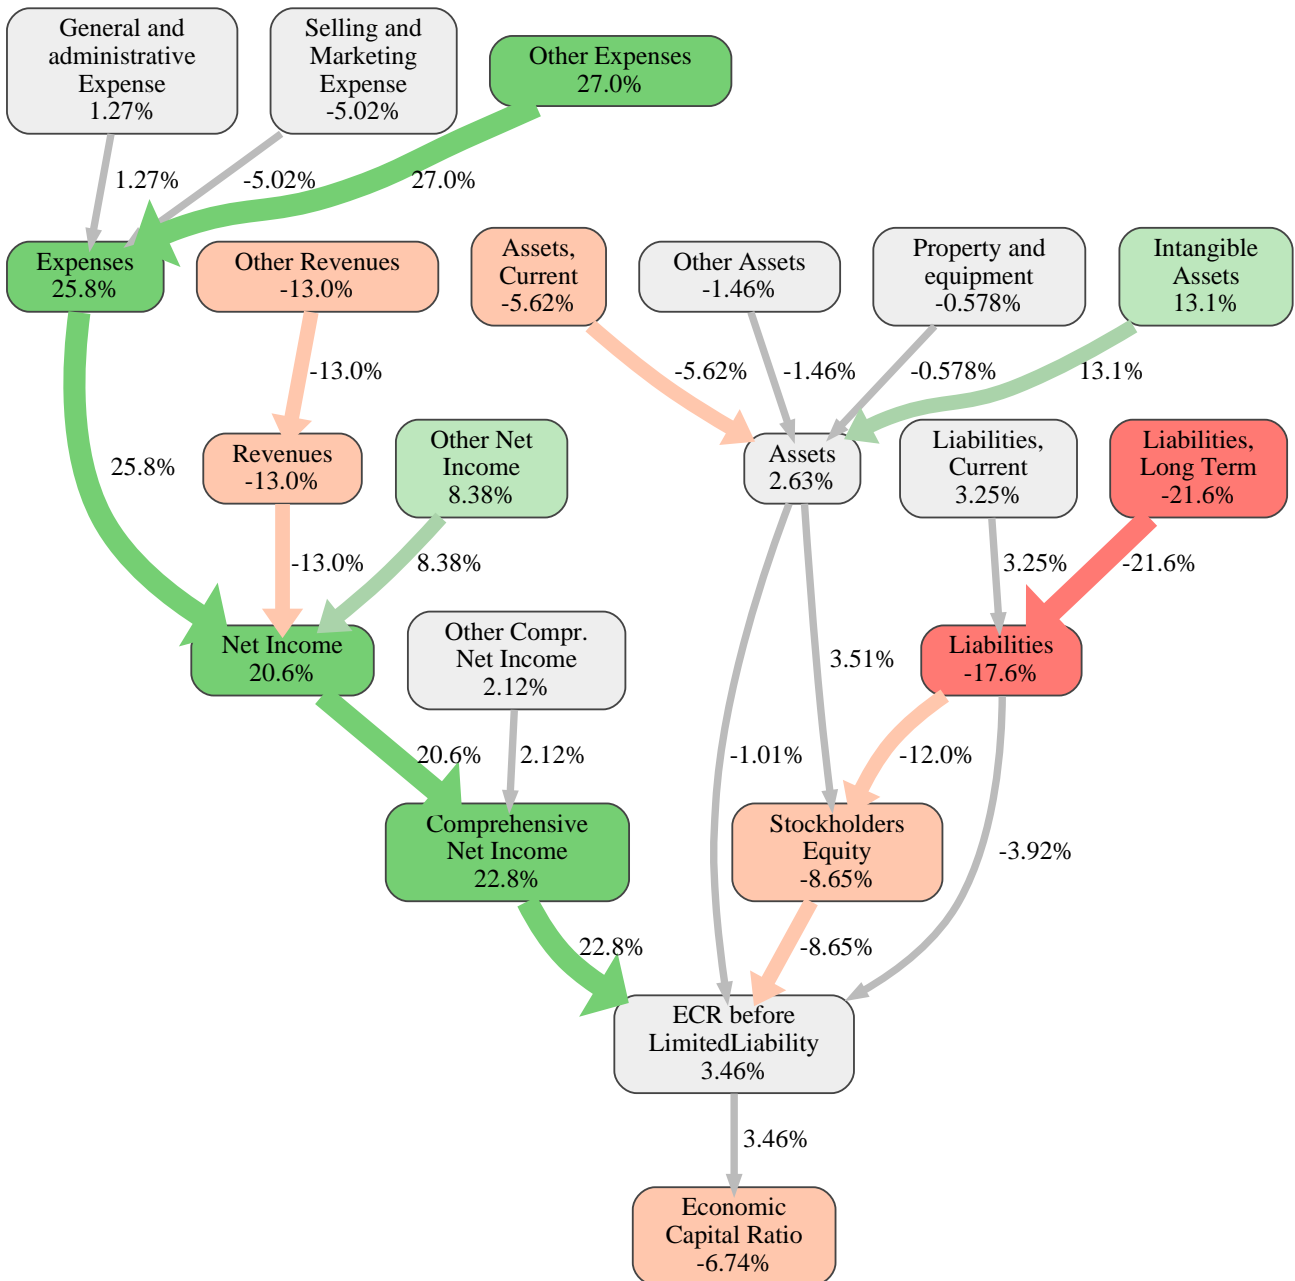 General and
administrative
Expense
1.27%
Selling and
Marketing
Expense
-5.02%
Other Expenses
27.0%
1.27%
-5.02%
27.0%
Expenses
25.8%
Other Revenues
-13.0%
Assets,
Current
-5.62%
Other Assets
-1.46%
Property and
equipment
-0.578%
Intangible
Assets
13.1%
-13.0%
-5.62%
-1.46%
-0.578%
13.1%
25.8%
Revenues
-13.0%
Other Net
Income
8.38%
Assets
2.63%
Liabilities,
Current
3.25%
Liabilities,
Long Term
-21.6%
-13.0%
8.38%
3.25%
-21.6%
Net Income
20.6%
Other Compr.
Net Income
2.12%
3.51%
Liabilities
-17.6%
20.6%
2.12%
-1.01%
-12.0%
Comprehensive
Net Income
22.8%
Stockholders
Equity
-8.65%
-3.92%
22.8%
-8.65%
ECR before
LimitedLiability
3.46%
3.46%
Economic
Capital Ratio
-6.74%